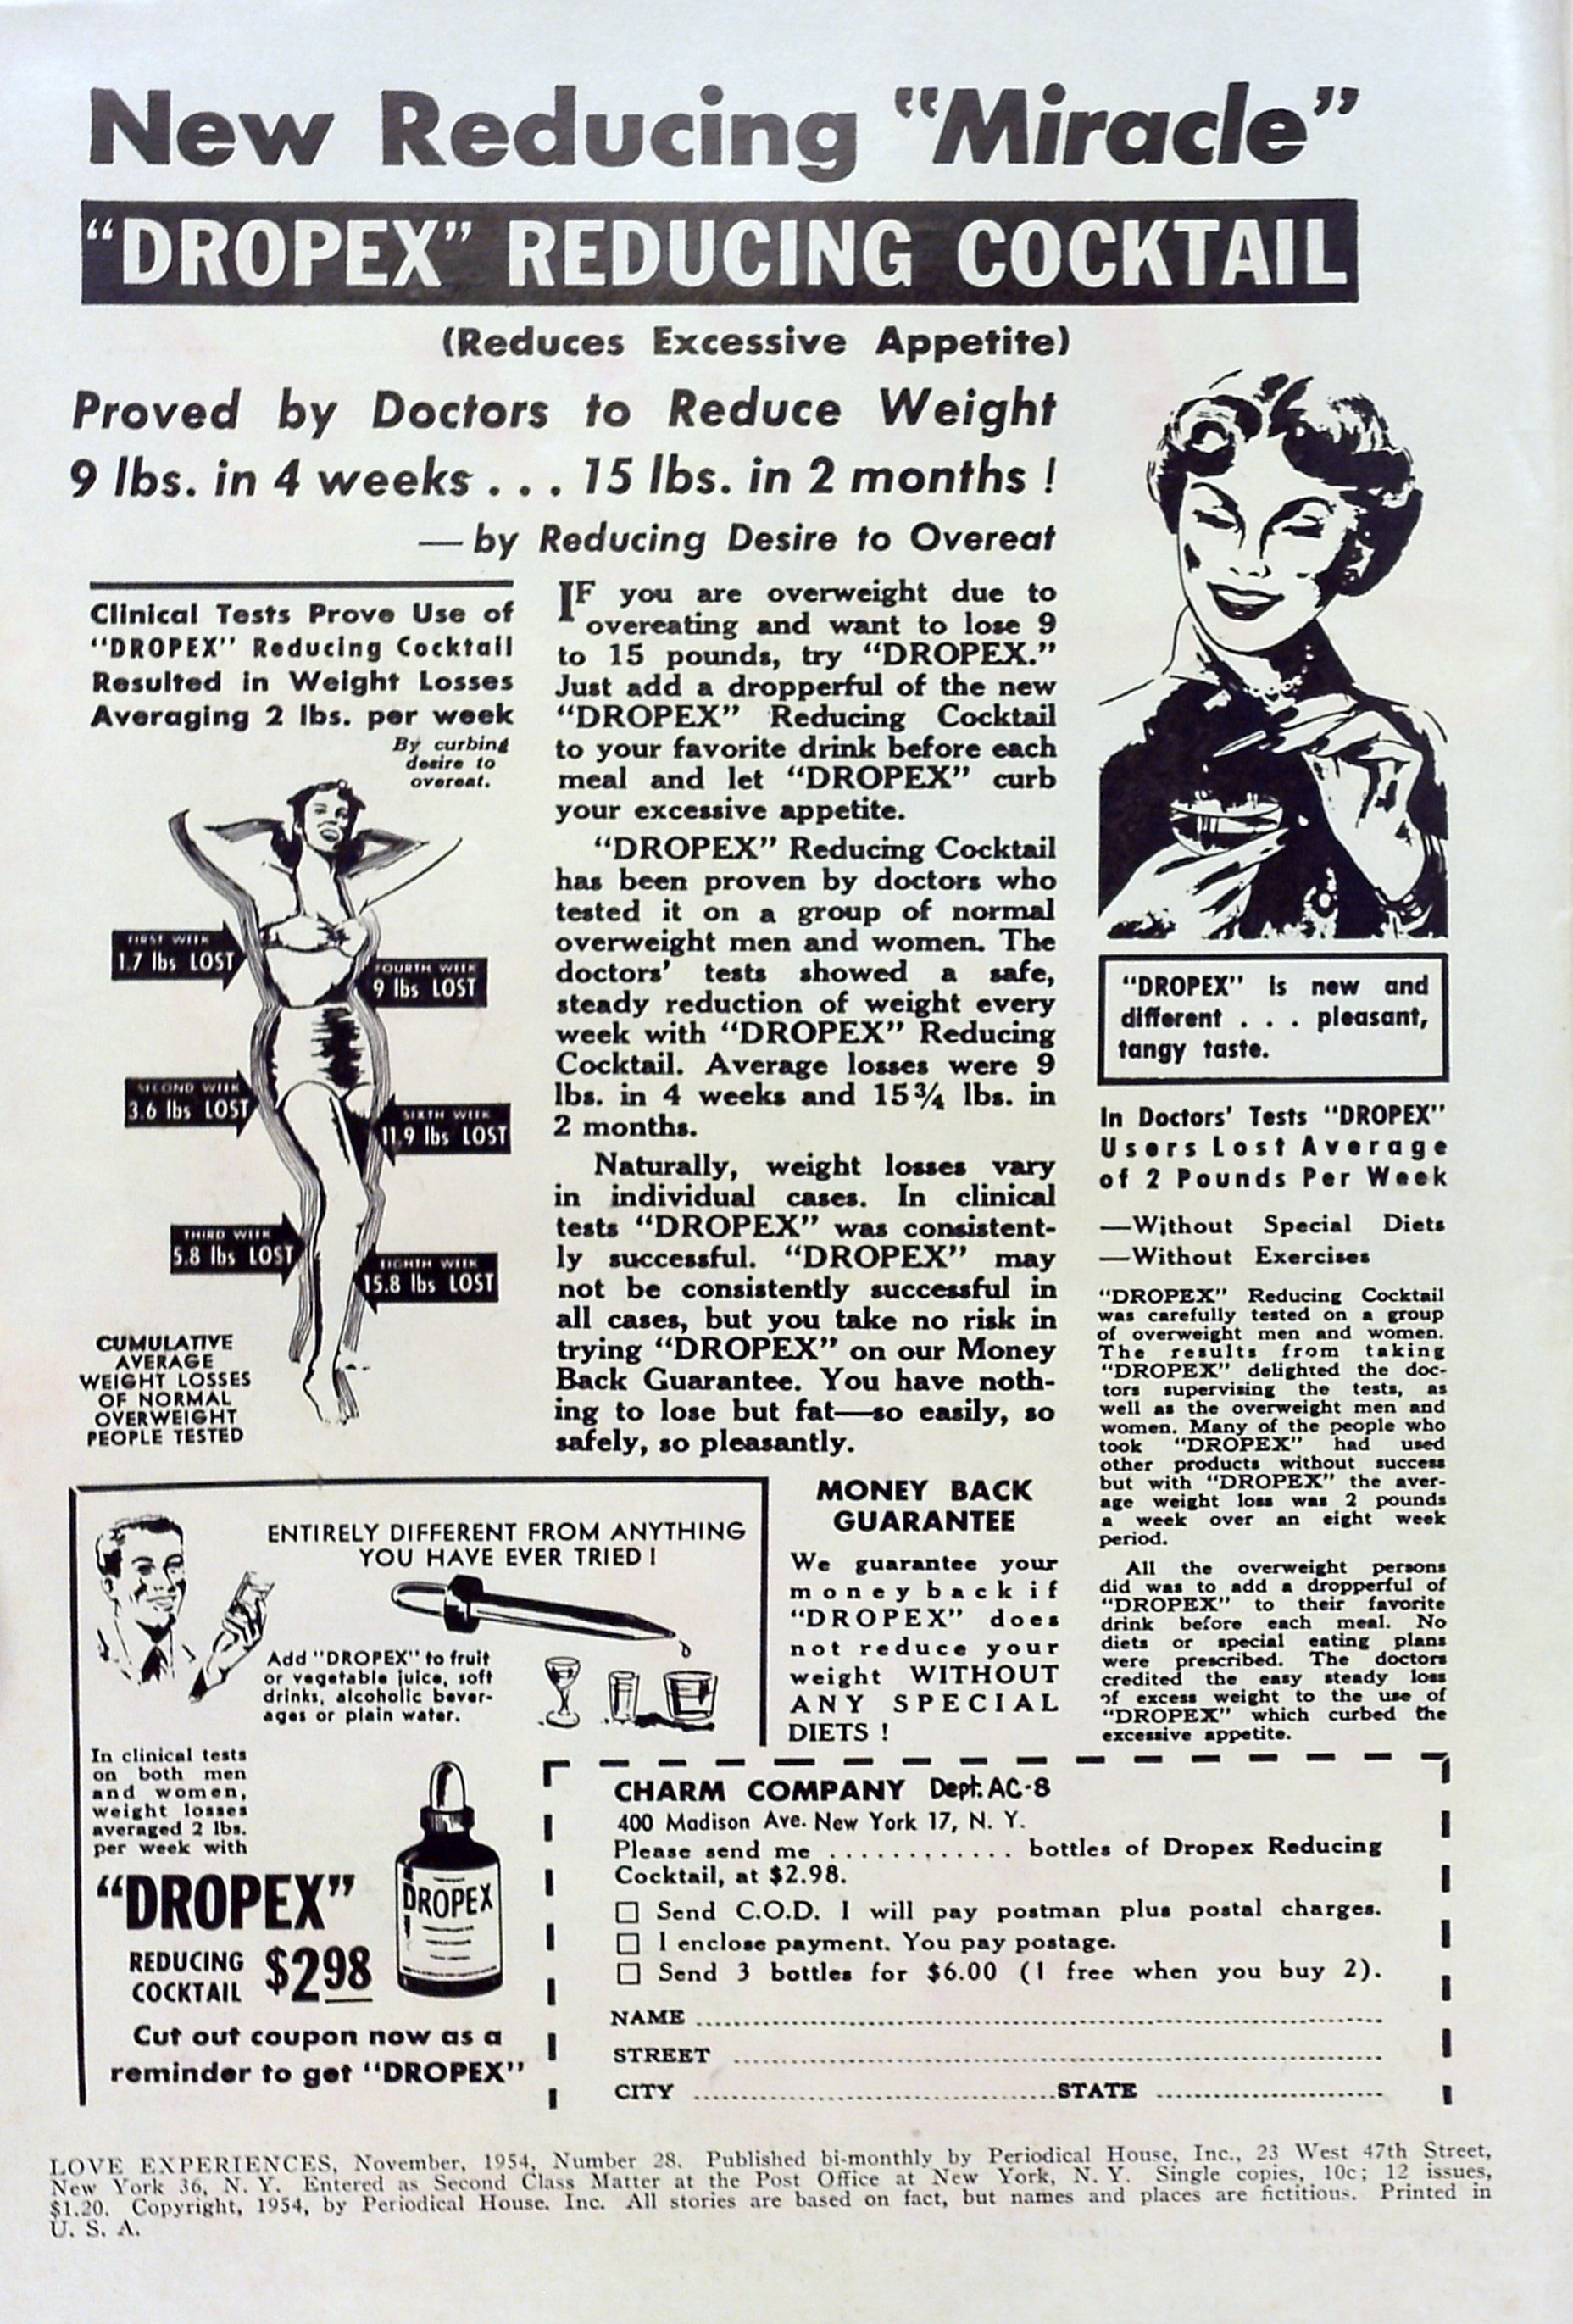 New Reducing "Miracle"
"DROPEX" REDUCING COCKTAIL
(Reduces Excessive Appetite)
Proved by Doctors to Reduce Weight
9 lbs. in 4 weeks . . . 15 lbs. in 2 months !
— by Reducing Desire to Overeat
Clinical Tests Prove Use of
"DROPEX" Reducing Cocktail
Resulted in Weight Losses
Averaging 2 lbs. per week
By curbing
desire to
overeat.
FIRST WEEK
1.7 lbs LOST
FOURTH WEEK
9 lbs LOST
SECOND WEEK
3.6 lbs LOST
SIXTH WEEK
11.9 lbs LOST
THIRD WEEK
5.8 lbs LOST
EIGHTH WEEK
15.8 lbs LOST
CUMULATIVE
AVERAGE
WEIGHT LOSSES
OF NORMAL
OVERWEIGHT
PEOPLE TESTED
IF you are overweight due to
overeating and want to lose 9
to 15 pounds, try "DROPEX."
Just add a dropperful of the new
"DROPEX" Reducing Cocktail
to your favorite drink before each
meal and let "DROPEX" curb
your excessive appetite.
"DROPEX" Reducing Cocktail
has been proven by doctors who
tested it on a group of normal
overweight men and women. The
doctors' tests showed a safe,
steady reduction of weight every
week with "DROPEX" Reducing
Cocktail. Average losses were 9
lbs. in 4 weeks and 15¾ lbs. in
2 months.
Naturally, weight losses vary
in individual cases. In clinical
tests "DROPEX" was consistent-
ly successful. "DROPEX" may
not be consistently successful in
all cases, but you take no risk in
trying "DROPEX" on our Money
Back Guarantee. You have noth-
ing to lose but fat—so easily, so
safely, so pleasantly.
"DROPEX" is new and
different . . . pleasant,
tangy taste.
In Doctors' Tests "DROPEX"
Users Lost Average
of 2 Pounds Per Week
—Without Special Diets
—Without Exercises
"DROPEX" Reducing Cocktail
was carefully tested on a group
of overweight men and women.
The results from taking
"DROPEX" delighted the doc-
tors supervising the tests, as
well as the overweight men and
women. Many of the people who
took "DROPEX" had used
other products without success
but with "DROPEX" the aver-
age weight loss was 2 pounds
a week over an eight week
period.
All the overweight persons
did was to add a dropperful of
"DROPEX" to their favorite
drink before each meal. No
diets or special eating plans
were prescribed. The doctors
credited the easy steady loss
of excess weight to the use of
"DROPEX" which curbed the
excessive appetite.
ENTIRELY DIFFERENT FROM ANYTHING
YOU HAVE EVER TRIED !
Add "DROPEX" to fruit
or vegetable juice, soft
drinks, alcoholic bever-
ages or plain water.
MONEY BACK
GUARANTEE
We guarantee your
money back if
"DROPEX" does
not reduce your
weight WITHOUT
ANY SPECIAL
DIETS !
In clinical tests
on both men
and women,
weight losses
averaged 2 lbs.
per week with
"DROPEX"
REDUCING
COCKTAIL
$2.98
DROPEX
Cut out coupon now as a
reminder to get "DROPEX"
CHARM COMPANY Dept. AC-8
400 Madison Ave. New York 17, N. Y.
Please send me ............ bottles of Dropex Reducing
Cocktail, at $2.98.
☐ Send C.O.D. I will pay postman plus postal charges.
☐ I enclose payment. You pay postage.
☐ Send 3 bottles for $6.00 (1 free when you buy 2).
NAME
STREET
CITY STATE
LOVE EXPERIENCES, November, 1954, Number 28. Published bi-monthly by Periodical House, Inc., 23 West 47th Street,
New York 36, N. Y. Entered as Second Class Matter at the Post Office at New York, N. Y. Single copies, 10c; 12 issues,
$1.20. Copyright, 1954, by Periodical House. Inc. All stories are based on fact, but names and places are fictitious. Printed in
U. S. A.